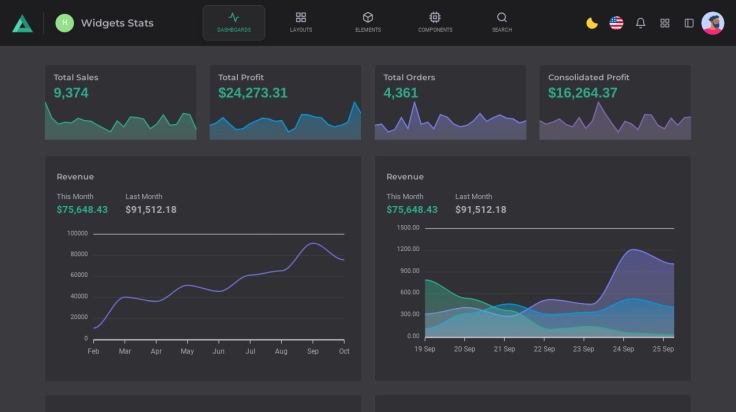 H Widgets Stats
DASHBOARDS LAYOUTS ELEMENTS COMPONENTS SEARCH
Total Sales
9,374
Total Profit
$24,273.31
Total Orders
4,361
Consolidated Profit
$16,264.37
Revenue
This Month Last Month
$75,648.43 $91,512.18
100000
80000
60000
40000
20000
0
Feb Mar Apr May Jun Jul Aug Sep Oct
Revenue
This Month Last Month
$75,648.43 $91,512.18
1500.00
1200.00
900.00
600.00
300.00
0.00
19 Sep 20 Sep 21 Sep 22 Sep 23 Sep 24 Sep 25 Sep